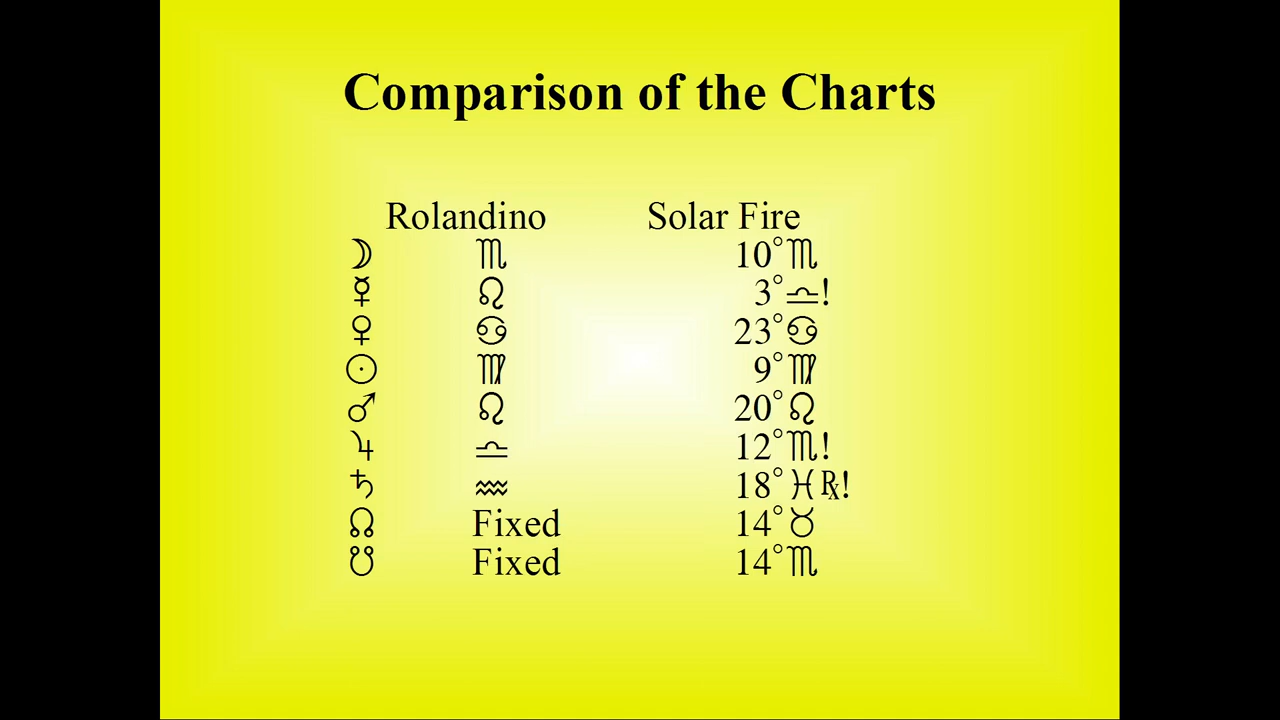 Comparison of the Charts
Rolandino Solar Fire
☽ ♏ 10°♏
☿ ♌ 3°♎!
♀ ♋ 23°♋
☉ ♍ 9°♍
♂ ♌ 20°♌
♃ ♎ 12°♏!
♄ ♒ 18°♓℞!
☊ Fixed 14°♉
☋ Fixed 14°♏